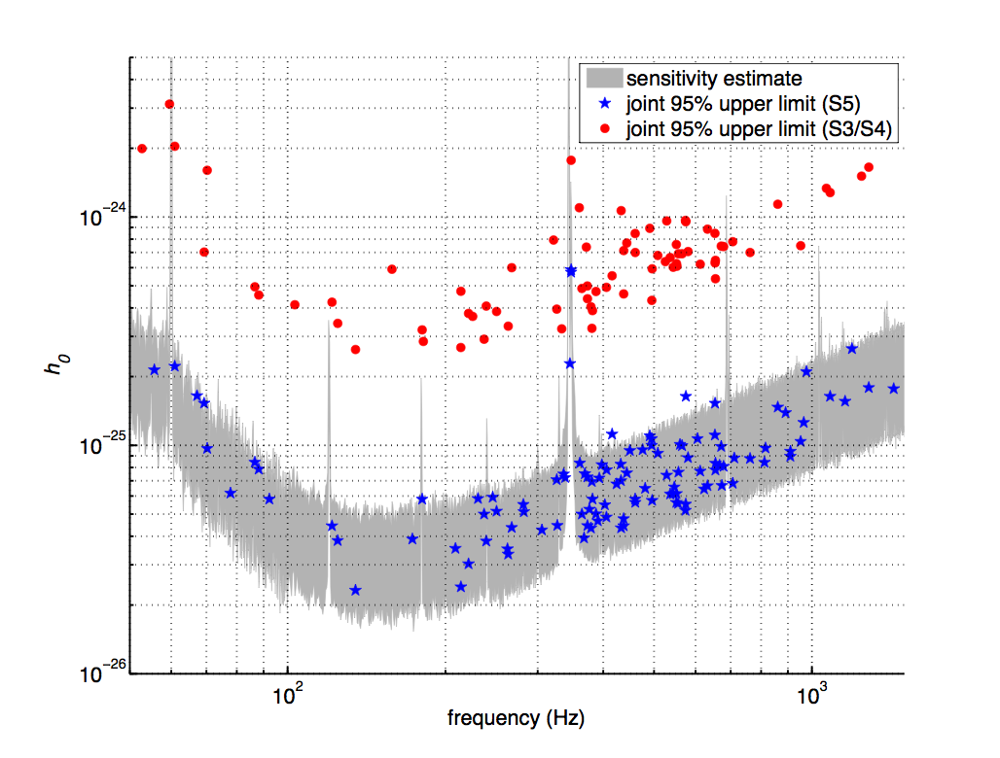 sensitivity estimate
joint 95% upper limit (S5)
joint 95% upper limit (S3/S4)
10^-24
10^-25
10^-26
h_0
10^2
10^3
frequency (Hz)